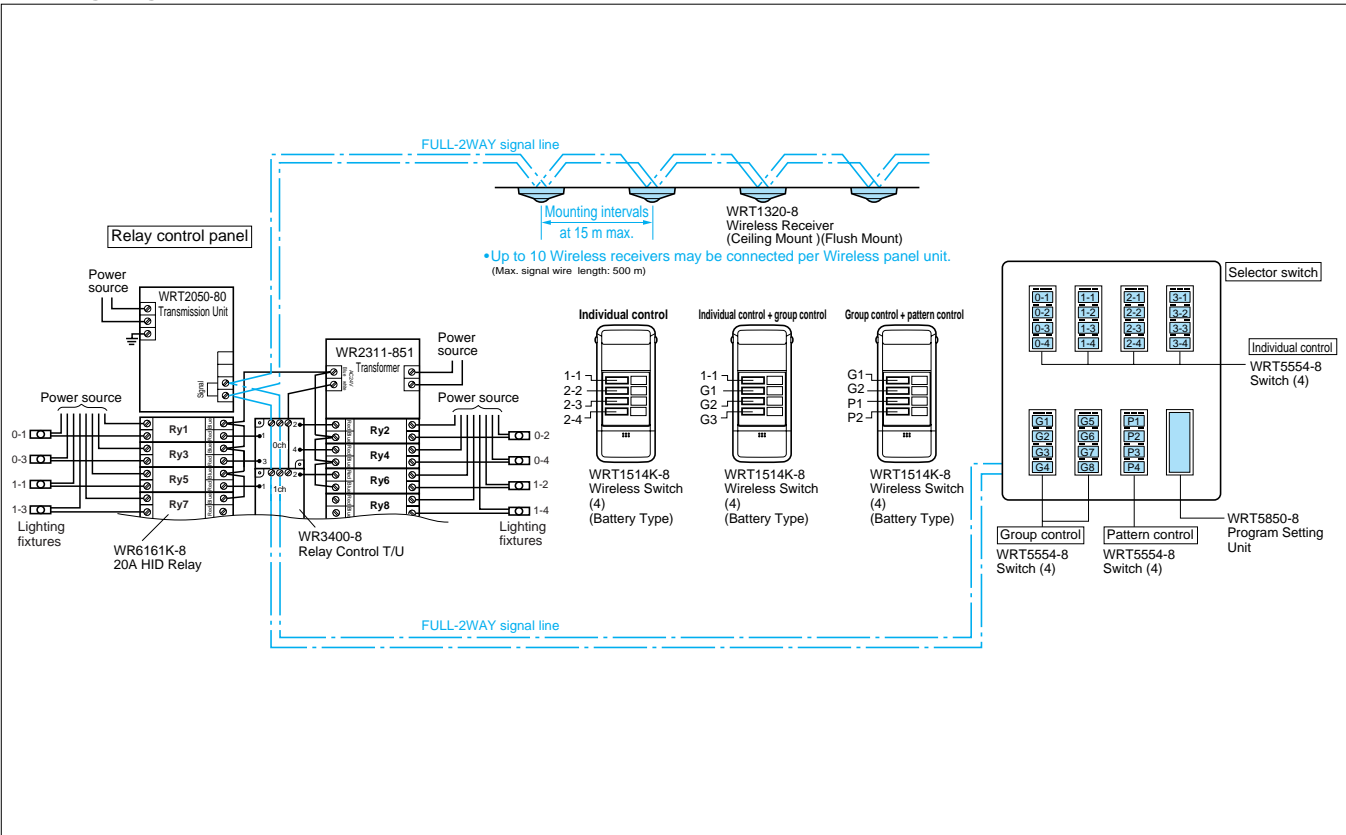 FULL-2WAY signal line
Mounting intervals
at 15 m max.
WRT1320-8
Wireless Receiver
(Ceiling Mount )(Flush Mount)
•Up to 10 Wireless receivers may be connected per Wireless panel unit.
(Max. signal wire length: 500 m)
Relay control panel
Power
source
WRT2050-80
Transmission Unit
Signal
WR2311-851
Transformer
Power
source
Power source
Power source
0-1
0-3
1-1
1-3
Lighting
fixtures
Ry1
Ry3
Ry5
Ry7
0ch
1ch
1
3
1
2
4
2
Ry2
Ry4
Ry6
Ry8
0-2
0-4
1-2
1-4
Lighting
fixtures
WR6161K-8
20A HID Relay
WR3400-8
Relay Control T/U
Individual control
1-1
2-2
2-3
2-4
WRT1514K-8
Wireless Switch
(4)
(Battery Type)
Individual control + group control
1-1
G1
G2
G3
WRT1514K-8
Wireless Switch
(4)
(Battery Type)
Group control + pattern control
G1
G2
P1
P2
WRT1514K-8
Wireless Switch
(4)
(Battery Type)
Selector switch
0-1
0-2
0-3
0-4
1-1
1-2
1-3
1-4
2-1
2-2
2-3
2-4
3-1
3-2
3-3
3-4
Individual control
WRT5554-8
Switch (4)
G1
G2
G3
G4
G5
G6
G7
G8
P1
P2
P3
P4
Group control
WRT5554-8
Switch (4)
Pattern control
WRT5554-8
Switch (4)
WRT5850-8
Program Setting
Unit
FULL-2WAY signal line